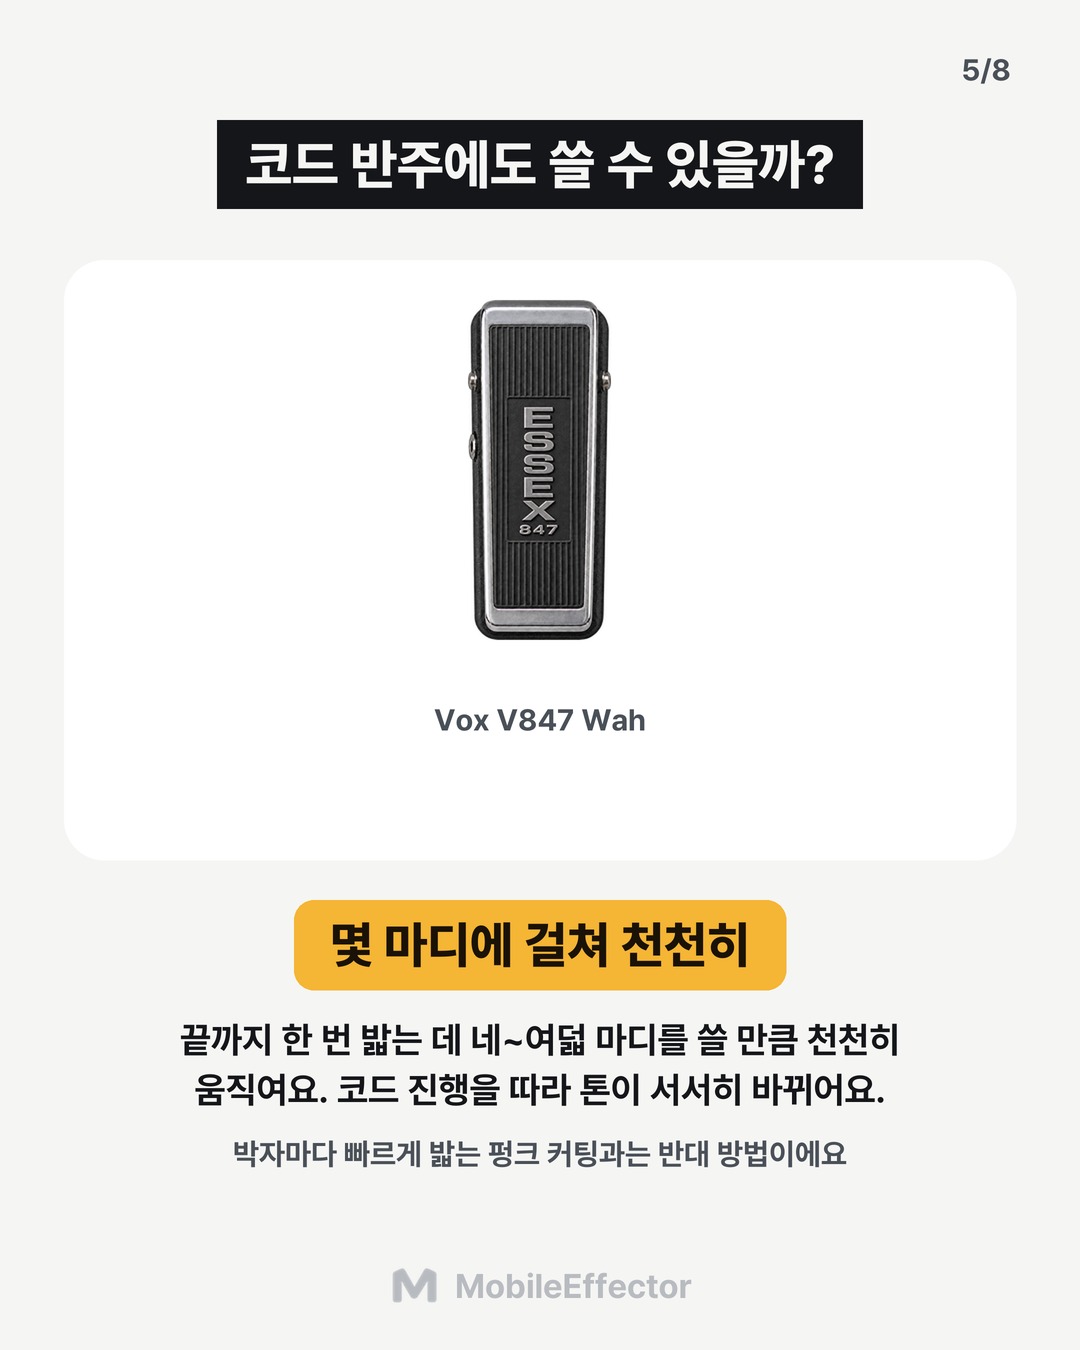 5/8
코드 반주에도 쓸 수 있을까?
ESSEX
847
Vox V847 Wah
몇 마디에 걸쳐 천천히
끝까지 한 번 밟는 데 네~여덟 마디를 쓸 만큼 천천히
움직여요. 코드 진행을 따라 톤이 서서히 바뀌어요.
박자마다 빠르게 밟는 펑크 커팅과는 반대 방법이에요
MobileEffector